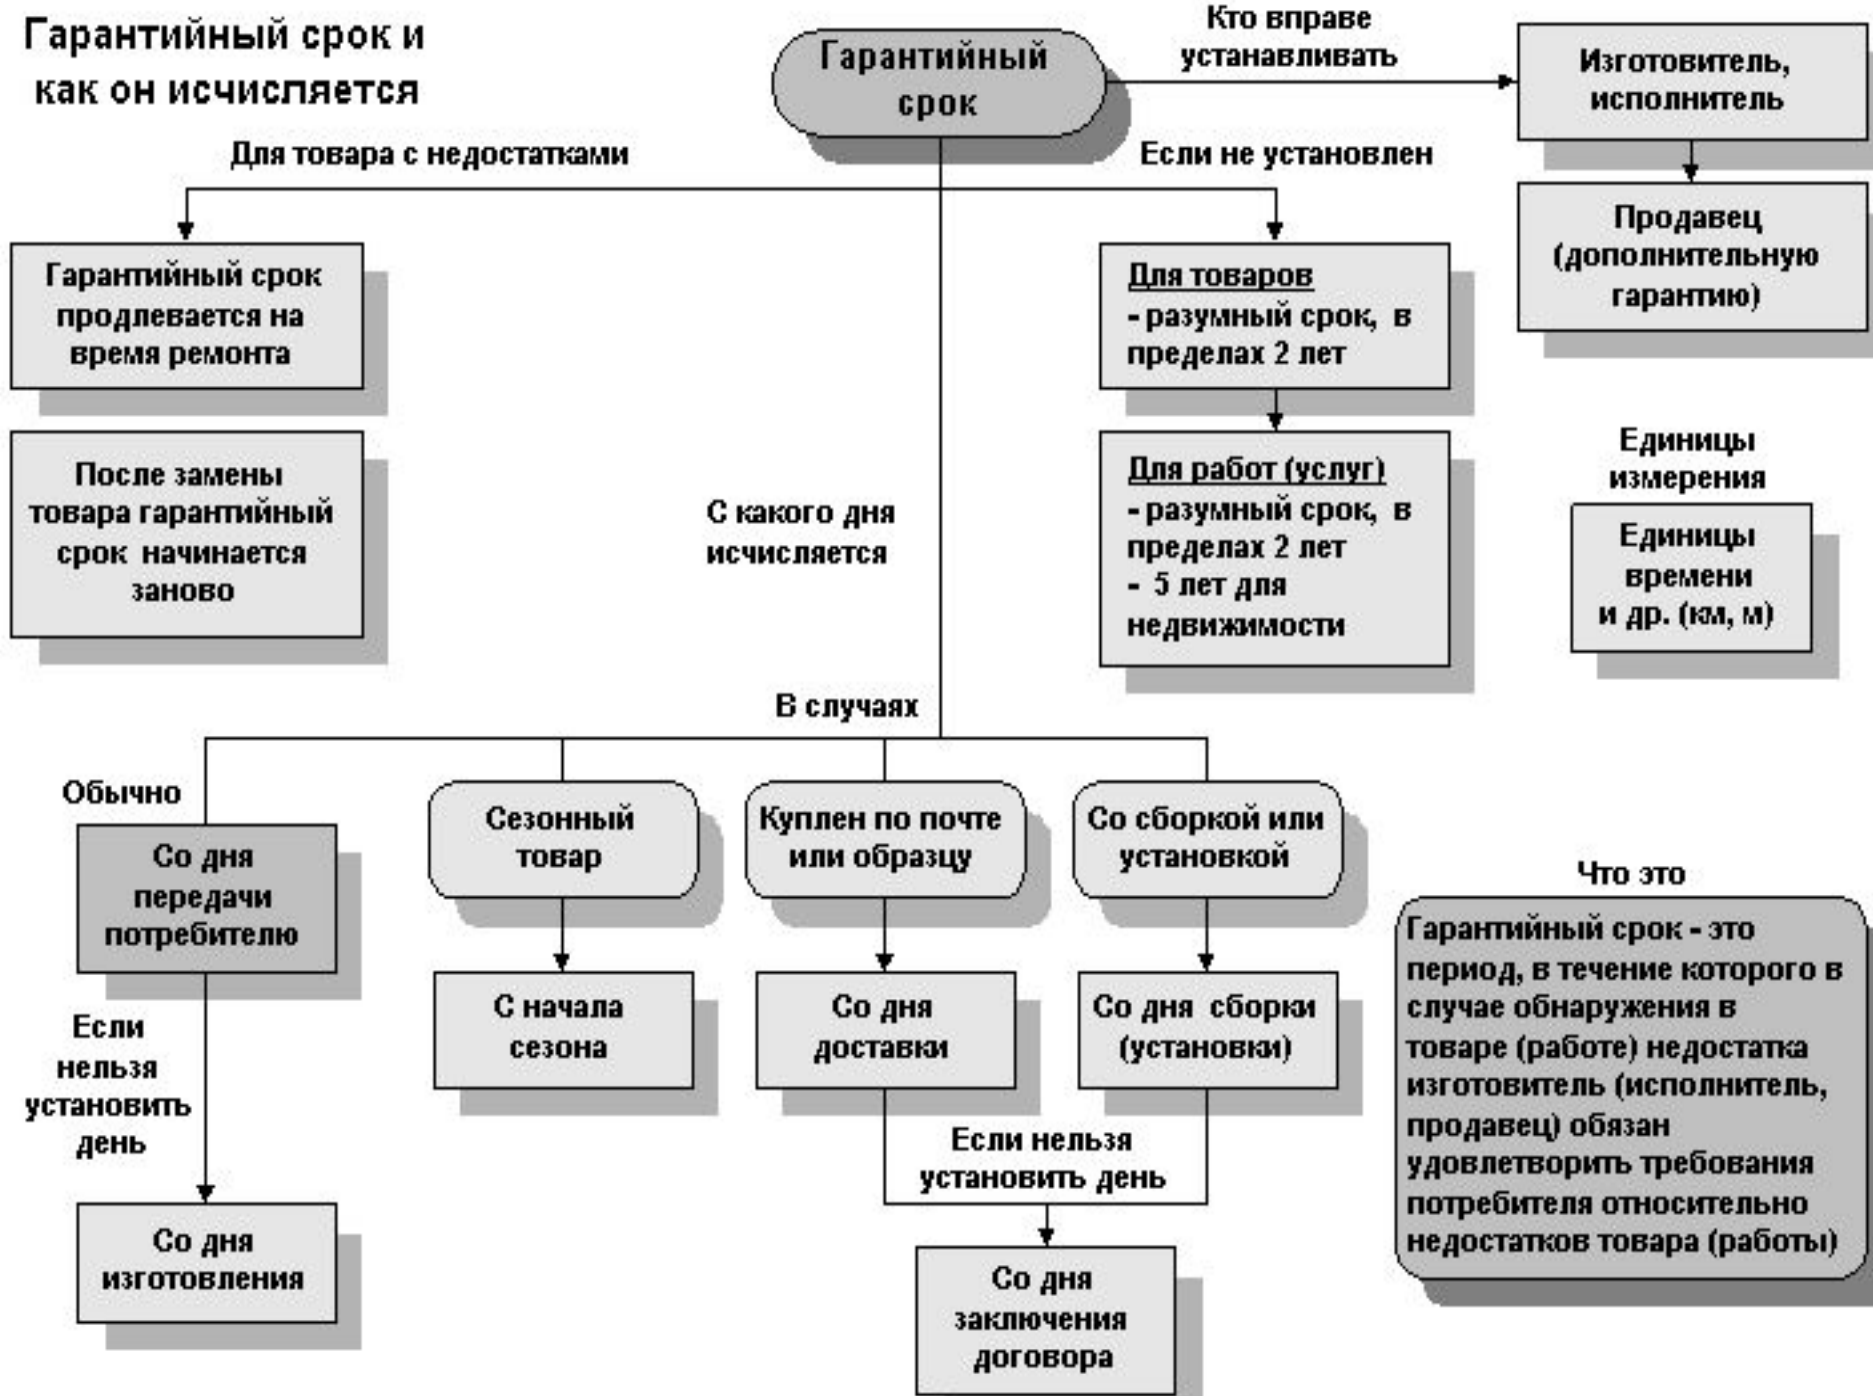 Гарантийный срок и
как он исчисляется
Гарантийный
срок
Кто вправе
устанавливать
Изготовитель,
исполнитель
Продавец
(дополнительную
гарантию)
Для товара с недостатками
Если не установлен
Гарантийный срок
продлевается на
время ремонта
После замены
товара гарантийный
срок начинается
заново
Для товаров
- разумный срок, в
пределах 2 лет
Для работ (услуг)
- разумный срок, в
пределах 2 лет
- 5 лет для
недвижимости
Единицы
измерения
Единицы
времени
и др. (км, м)
С какого дня
исчисляется
В случаях
Обычно
Со дня
передачи
потребителю
Если
нельзя
установить
день
Со дня
изготовления
Сезонный
товар
С начала
сезона
Куплен по почте
или образцу
Со дня
доставки
Со сборкой или
установкой
Со дня сборки
(установки)
Если нельзя
установить день
Со дня
заключения
договора
Что это
Гарантийный срок - это
период, в течение которого в
случае обнаружения в
товаре (работе) недостатка
изготовитель (исполнитель,
продавец) обязан
удовлетворить требования
потребителя относительно
недостатков товара (работы)